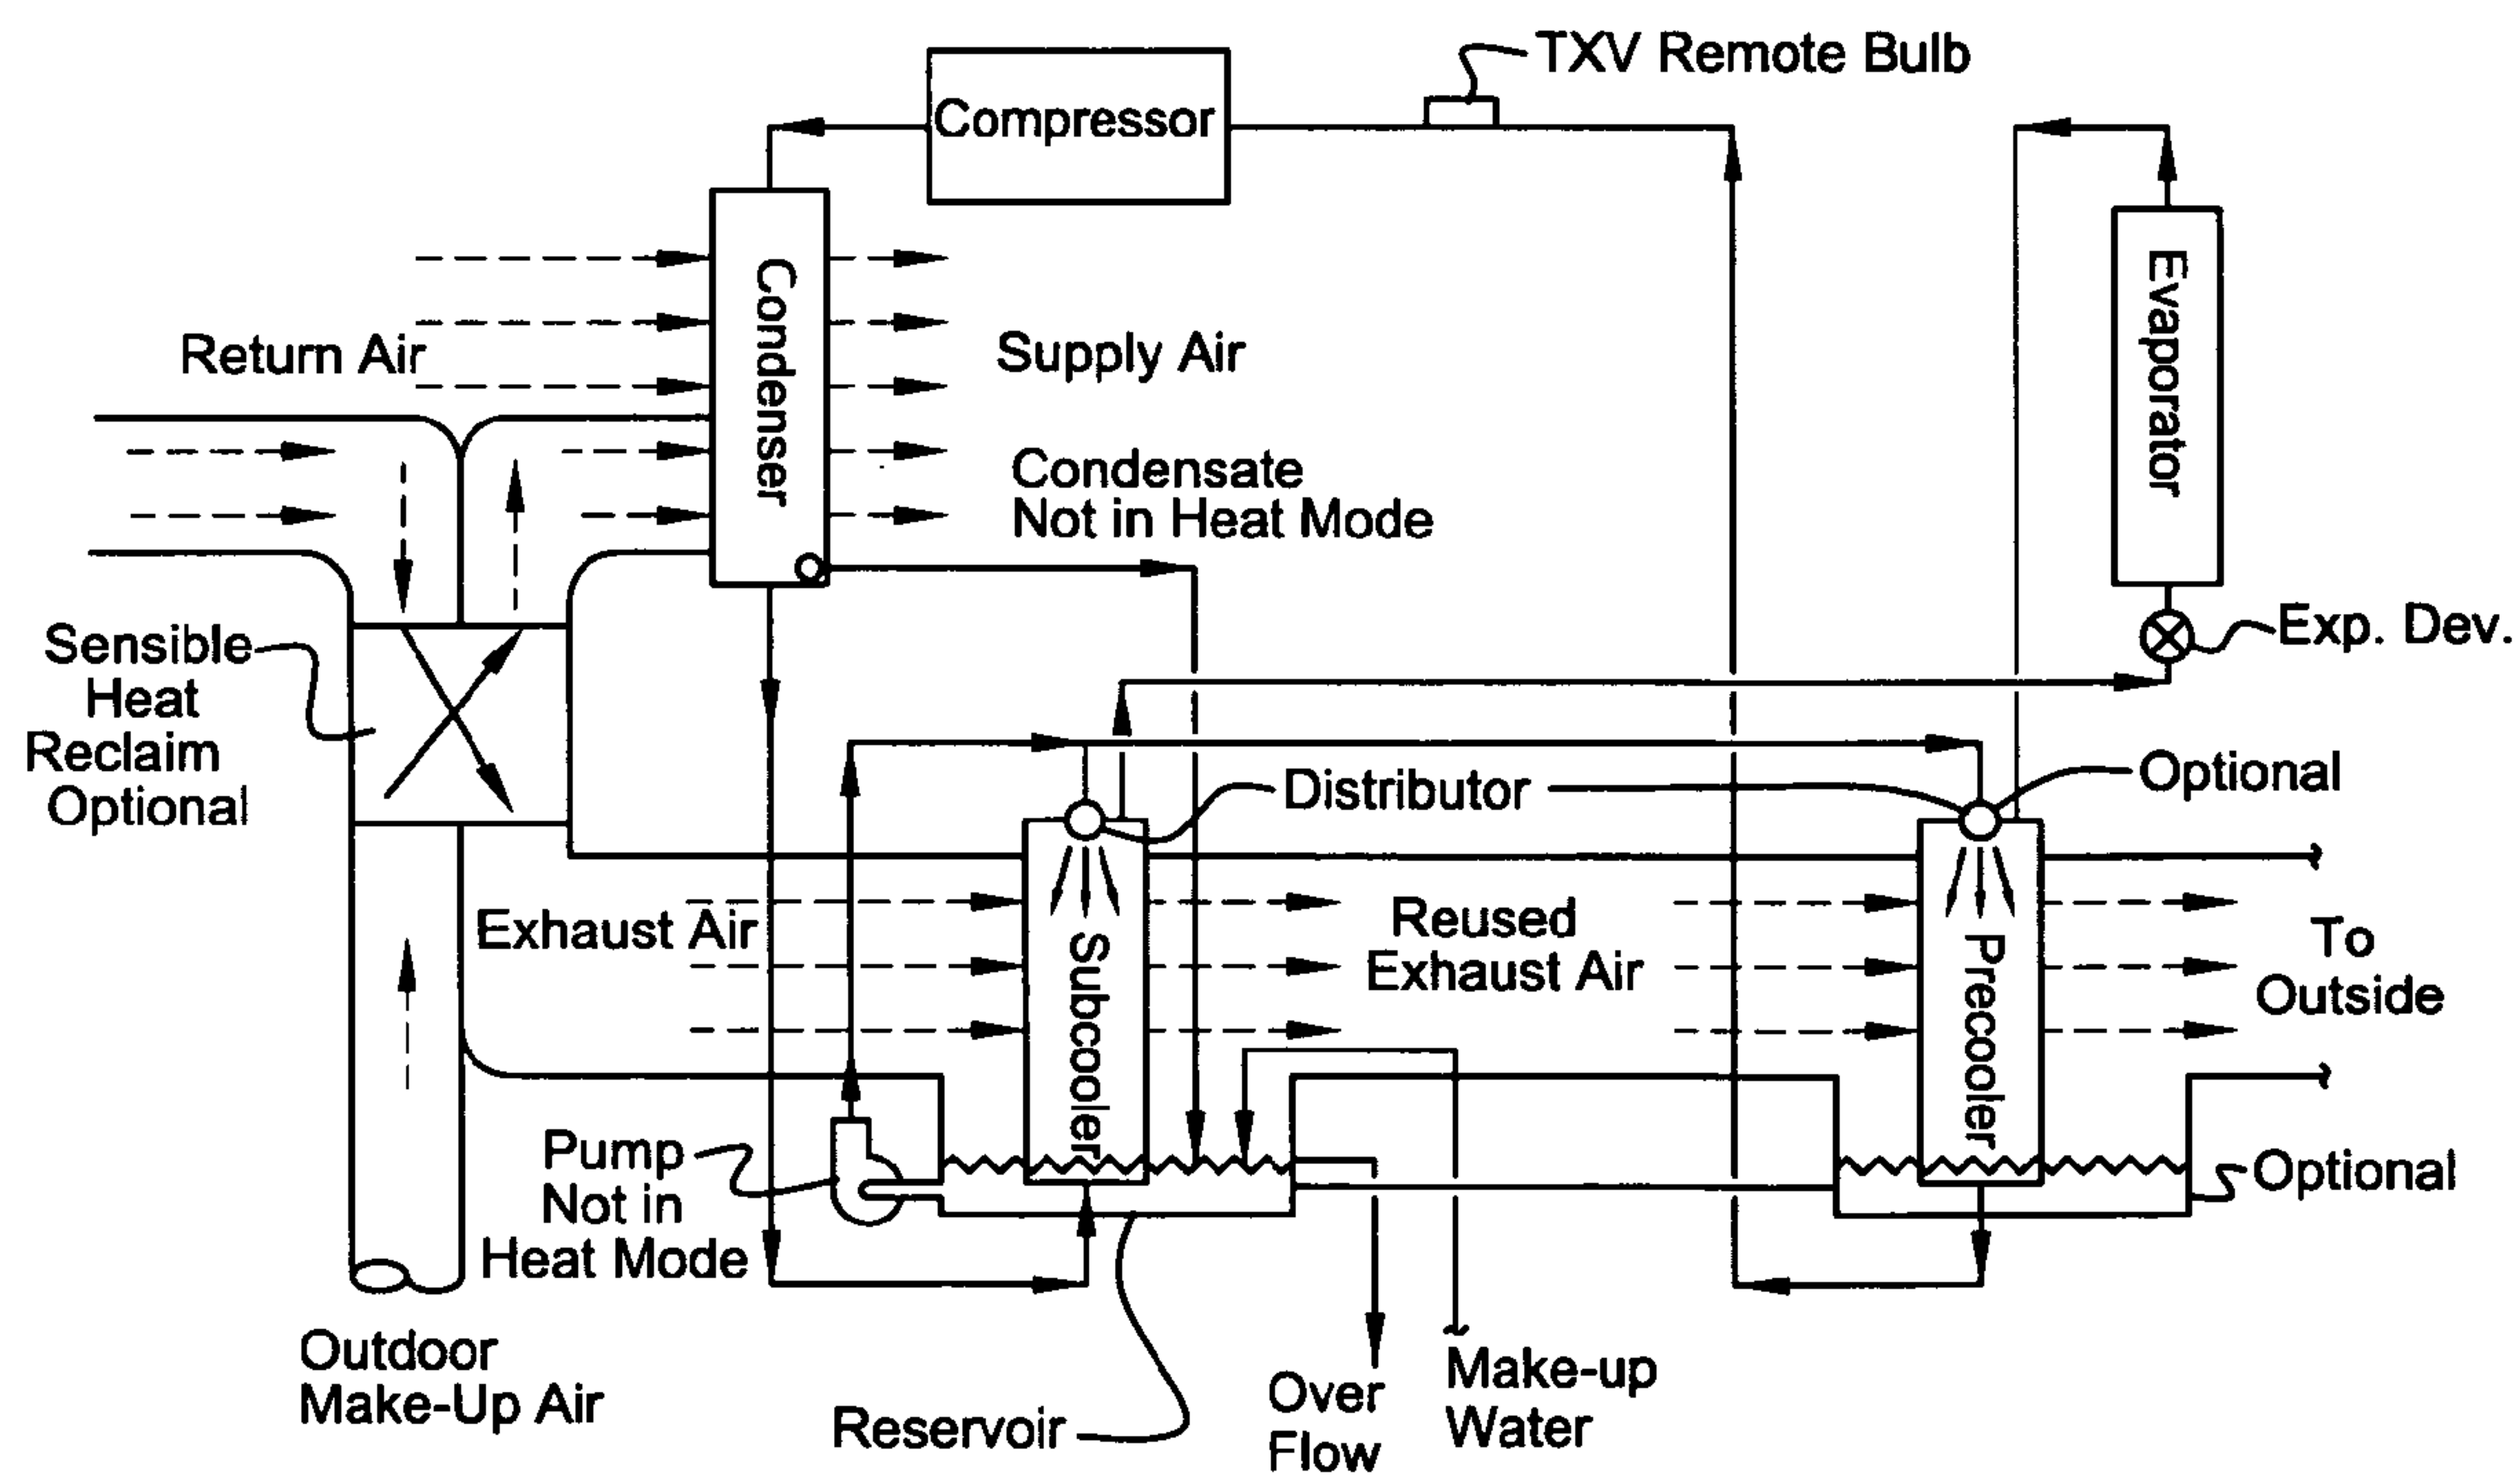 TXV Remote Bulb
Compressor
Condenser
Evaporator
Return Air
Supply Air
Condensate
Not in Heat Mode
Exp. Dev.
Sensible
Heat
Reclaim
Optional
Distributor
Optional
Exhaust Air
Subcooler
Reused
Exhaust Air
Precooler
To
Outside
Pump
Not in
Heat Mode
Optional
Outdoor
Make-Up Air
Reservoir
Over
Flow
Make-up
Water